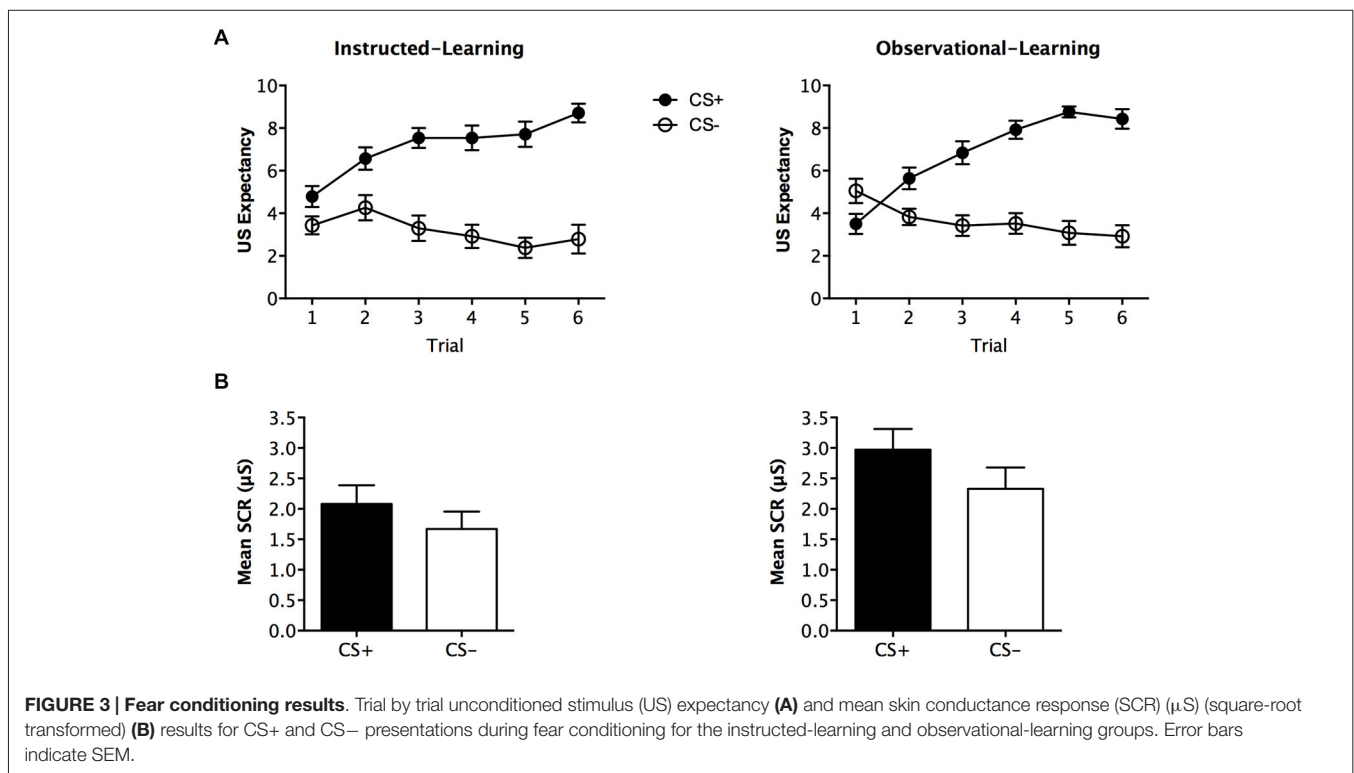 A
Instructed–Learning
US Expectancy
10
8
6
4
2
0
1 2 3 4 5 6
Trial
CS+
CS-
Observational–Learning
US Expectancy
10
8
6
4
2
0
1 2 3 4 5 6
Trial
B
Mean SCR (µS)
3.5
3.0
2.5
2.0
1.5
1.0
0.5
0.0
CS+ CS–
Mean SCR (µS)
3.5
3.0
2.5
2.0
1.5
1.0
0.5
0.0
CS+ CS–
FIGURE 3 | Fear conditioning results. Trial by trial unconditioned stimulus (US) expectancy (A) and mean skin conductance response (SCR) (µS) (square-root
transformed) (B) results for CS+ and CS− presentations during fear conditioning for the instructed-learning and observational-learning groups. Error bars
indicate SEM.